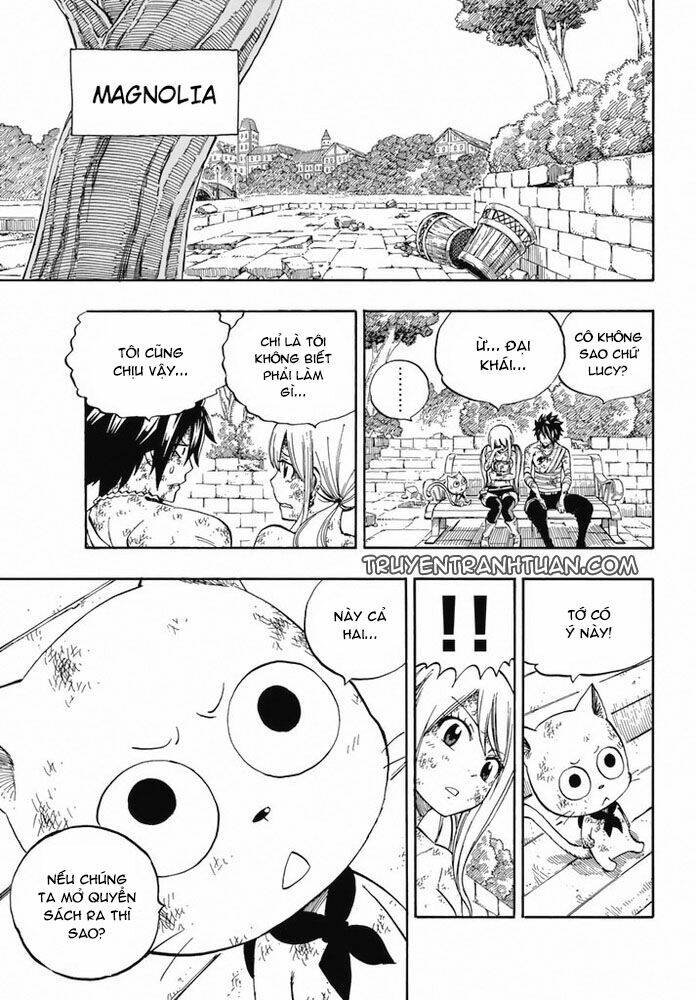 MAGNOLIA
CÔ KHÔNG
SAO CHỨ
LUCY?
Ừ... ĐẠI
KHÁI.
.........
CHỈ LÀ TÔI
KHÔNG BIẾT
PHẢI LÀM
GÌ...
TÔI CŨNG
CHỊU VẬY...
TRUYENTRANHTUAN.COM
TỚ CÓ
Ý NÀY!
!!
NÀY CẢ
HAI...
NẾU CHÚNG
TA MỞ QUYỂN
SÁCH RA THÌ
SAO?